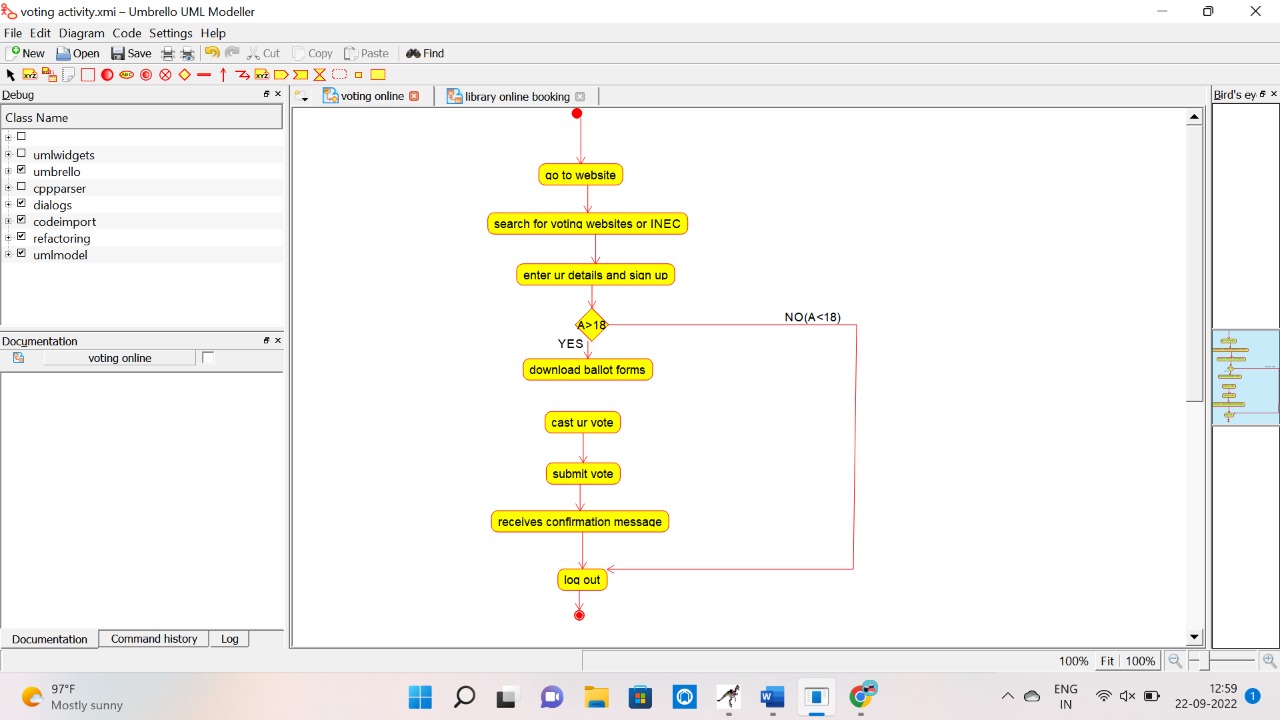 voting activity.xmi – Umbrello UML Modeller
File Edit Diagram Code Settings Help
New Open Save Cut Copy Paste Find
Debug
Class Name
umlwidgets
umbrello
cppparser
dialogs
codeimport
refactoring
umlmodel
Documentation
voting online
Documentation Command history Log
voting online library online booking
go to website
search for voting websites or INEC
enter ur details and sign up
A>18
NO(A<18)
YES
download ballot forms
cast ur vote
submit vote
receives confirmation message
log out
Bird's ey
100% Fit 100%
97°F
Mostly sunny
ENG
IN
12:59
22-09-2022
1